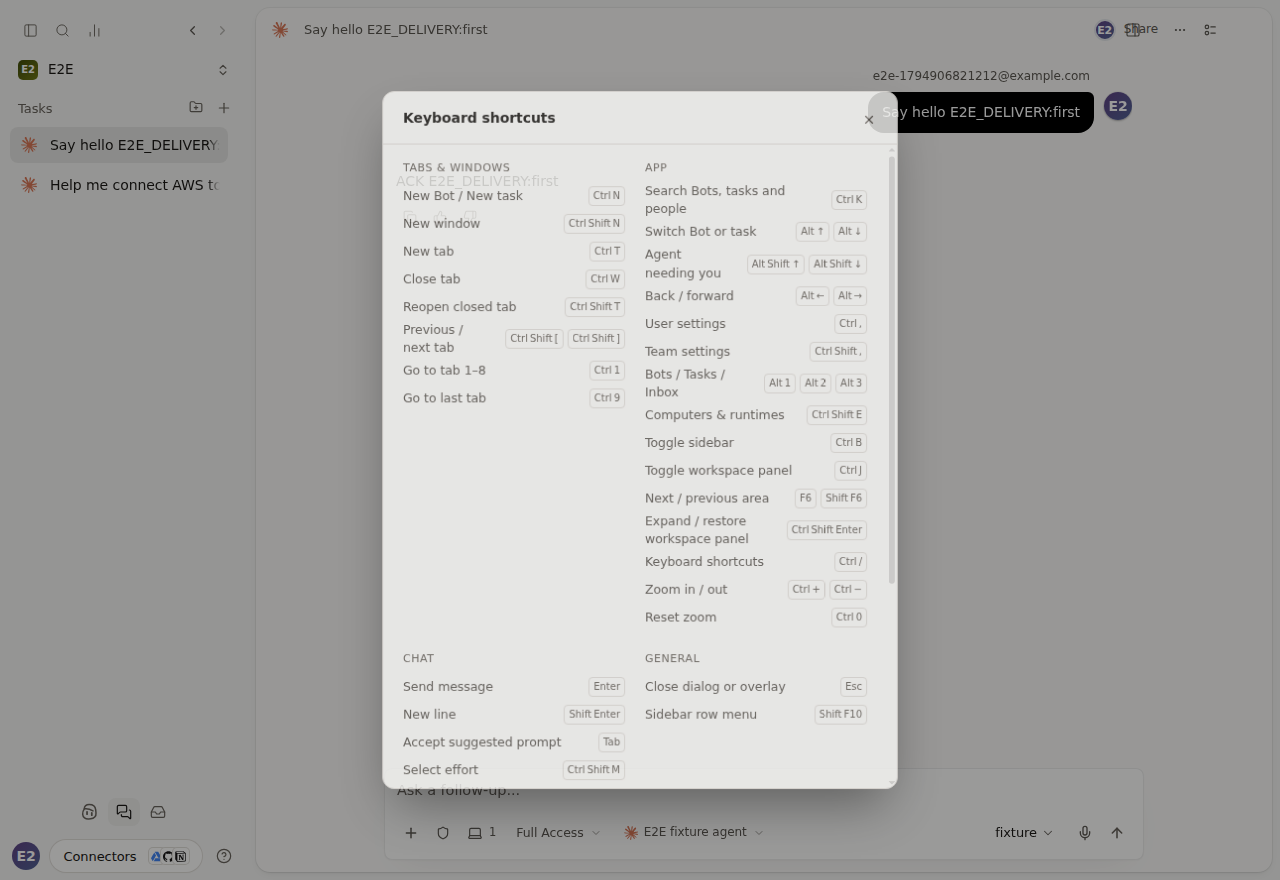 Say hello E2E_DELIVERY:first
E2 Share
E2 E2E
e2e-1794906821212@example.com
Tasks
Say hello E2E_DELIVERY:first E2
Keyboard shortcuts
Say hello E2E_DELIVERY:
Help me connect AWS to
TABS & WINDOWS
ACK E2E_DELIVERY:first
New Bot / New task Ctrl N
New window Ctrl Shift N
New tab Ctrl T
Close tab Ctrl W
Reopen closed tab Ctrl Shift T
Previous /
next tab Ctrl Shift [ Ctrl Shift ]
Go to tab 1–8 Ctrl 1
Go to last tab Ctrl 9
APP
Search Bots, tasks and
people Ctrl K
Switch Bot or task Alt ↑ Alt ↓
Agent
needing you Alt Shift ↑ Alt Shift ↓
Back / forward Alt ← Alt →
User settings Ctrl ,
Team settings Ctrl Shift ,
Bots / Tasks /
Inbox Alt 1 Alt 2 Alt 3
Computers & runtimes Ctrl Shift E
Toggle sidebar Ctrl B
Toggle workspace panel Ctrl J
Next / previous area F6 Shift F6
Expand / restore
workspace panel Ctrl Shift Enter
Keyboard shortcuts Ctrl /
Zoom in / out Ctrl + Ctrl −
Reset zoom Ctrl 0
CHAT
Send message Enter
New line Shift Enter
Accept suggested prompt Tab
Select effort Ctrl Shift M
GENERAL
Close dialog or overlay Esc
Sidebar row menu Shift F10
Ask a follow-up...
1 Full Access E2E fixture agent fixture
E2 Connectors